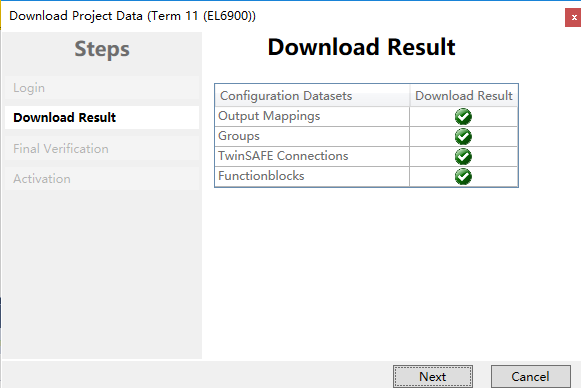 Download Project Data (Term 11 (EL6900))
x
Steps
Login
Download Result
Final Verification
Activation
Download Result
Configuration Datasets Download Result
Output Mappings
Groups
TwinSAFE Connections
Functionblocks
Next Cancel